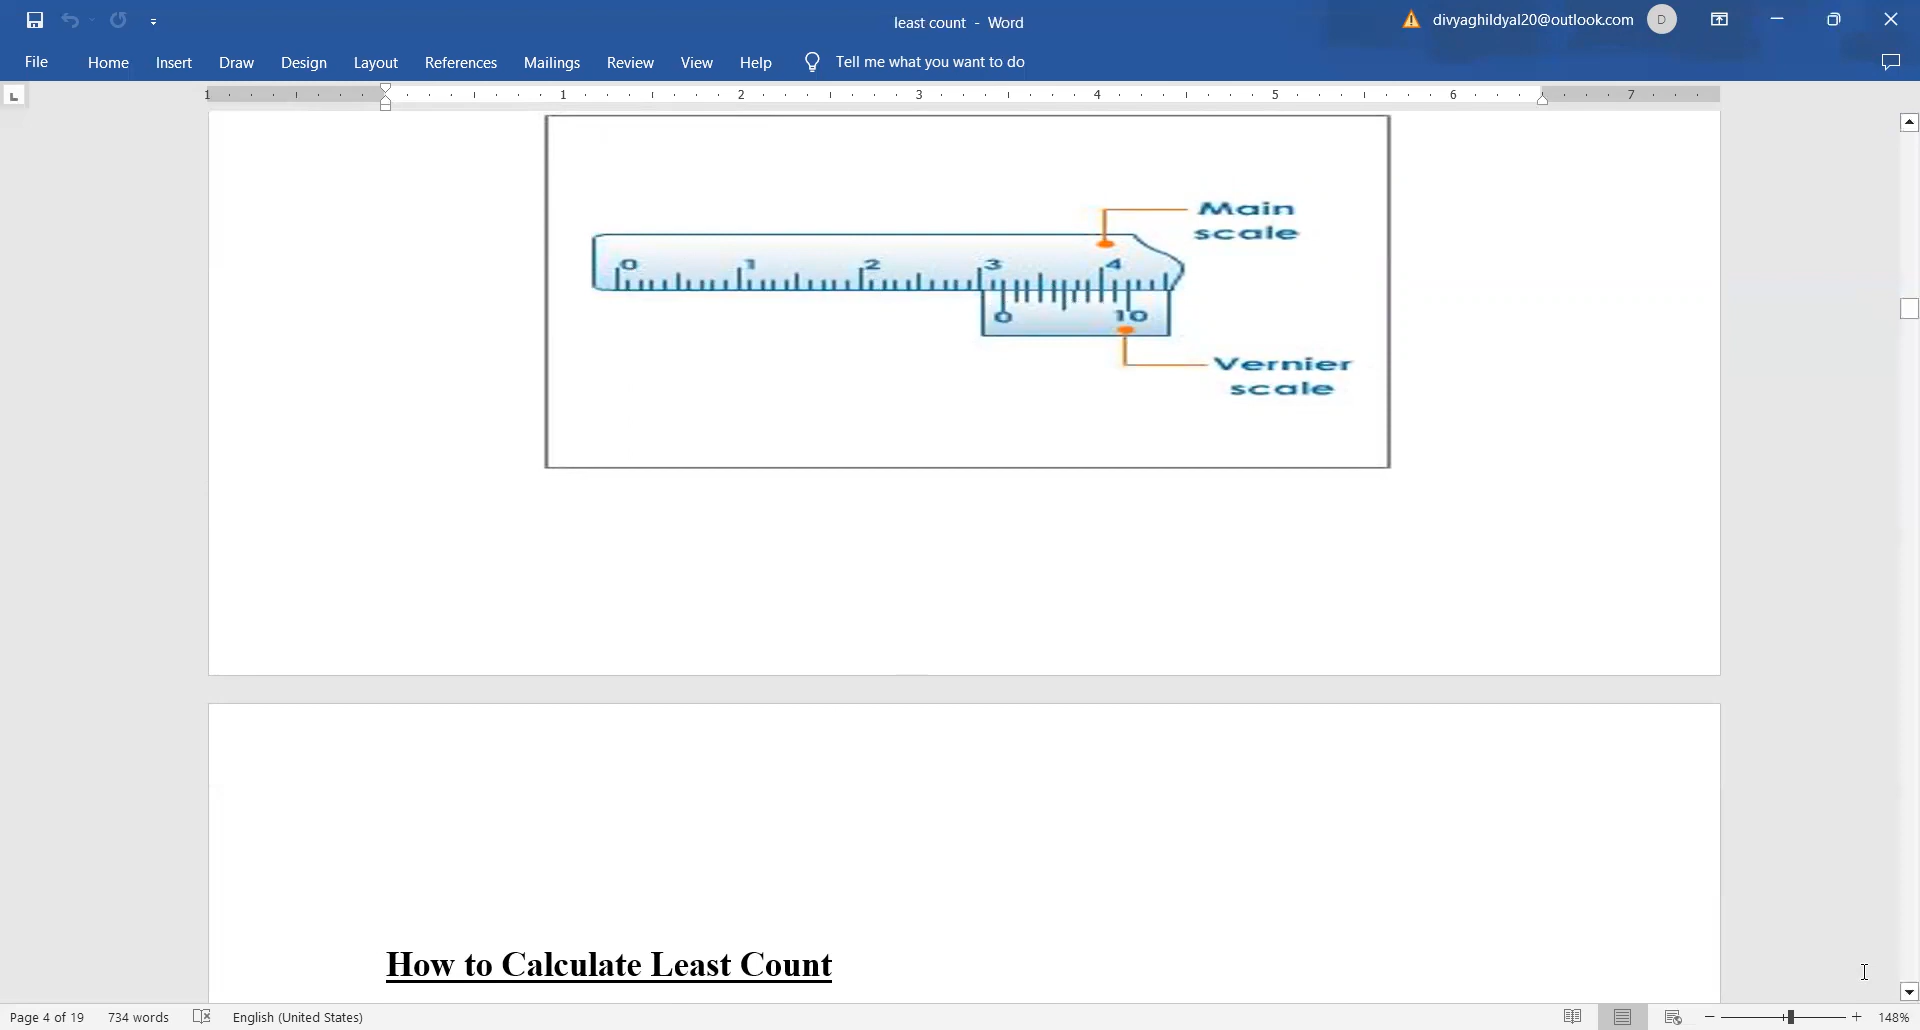 least count - Word
divyaghildyal20@outlook.com
D
File Home Insert Draw Design Layout References Mailings Review View Help Tell me what you want to do
1 1 2 3 4 5 6 7
Main
scale
0 1 2 3 4
0 10
Vernier
scale
How to Calculate Least Count
Page 4 of 19 734 words English (United States) 148%